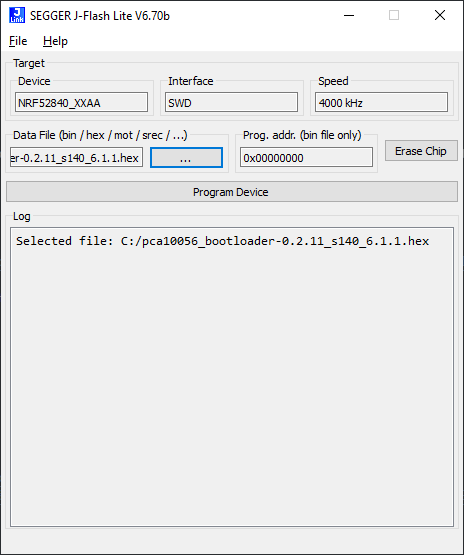 J
Link
SEGGER J-Flash Lite V6.70b
File Help
Target
Device Interface Speed
NRF52840_XXAA SWD 4000 kHz
Data File (bin / hex / mot / srec / ...) Prog. addr. (bin file only)
er-0.2.11_s140_6.1.1.hex ... 0x00000000 Erase Chip
Program Device
Log
Selected file: C:/pca10056_bootloader-0.2.11_s140_6.1.1.hex